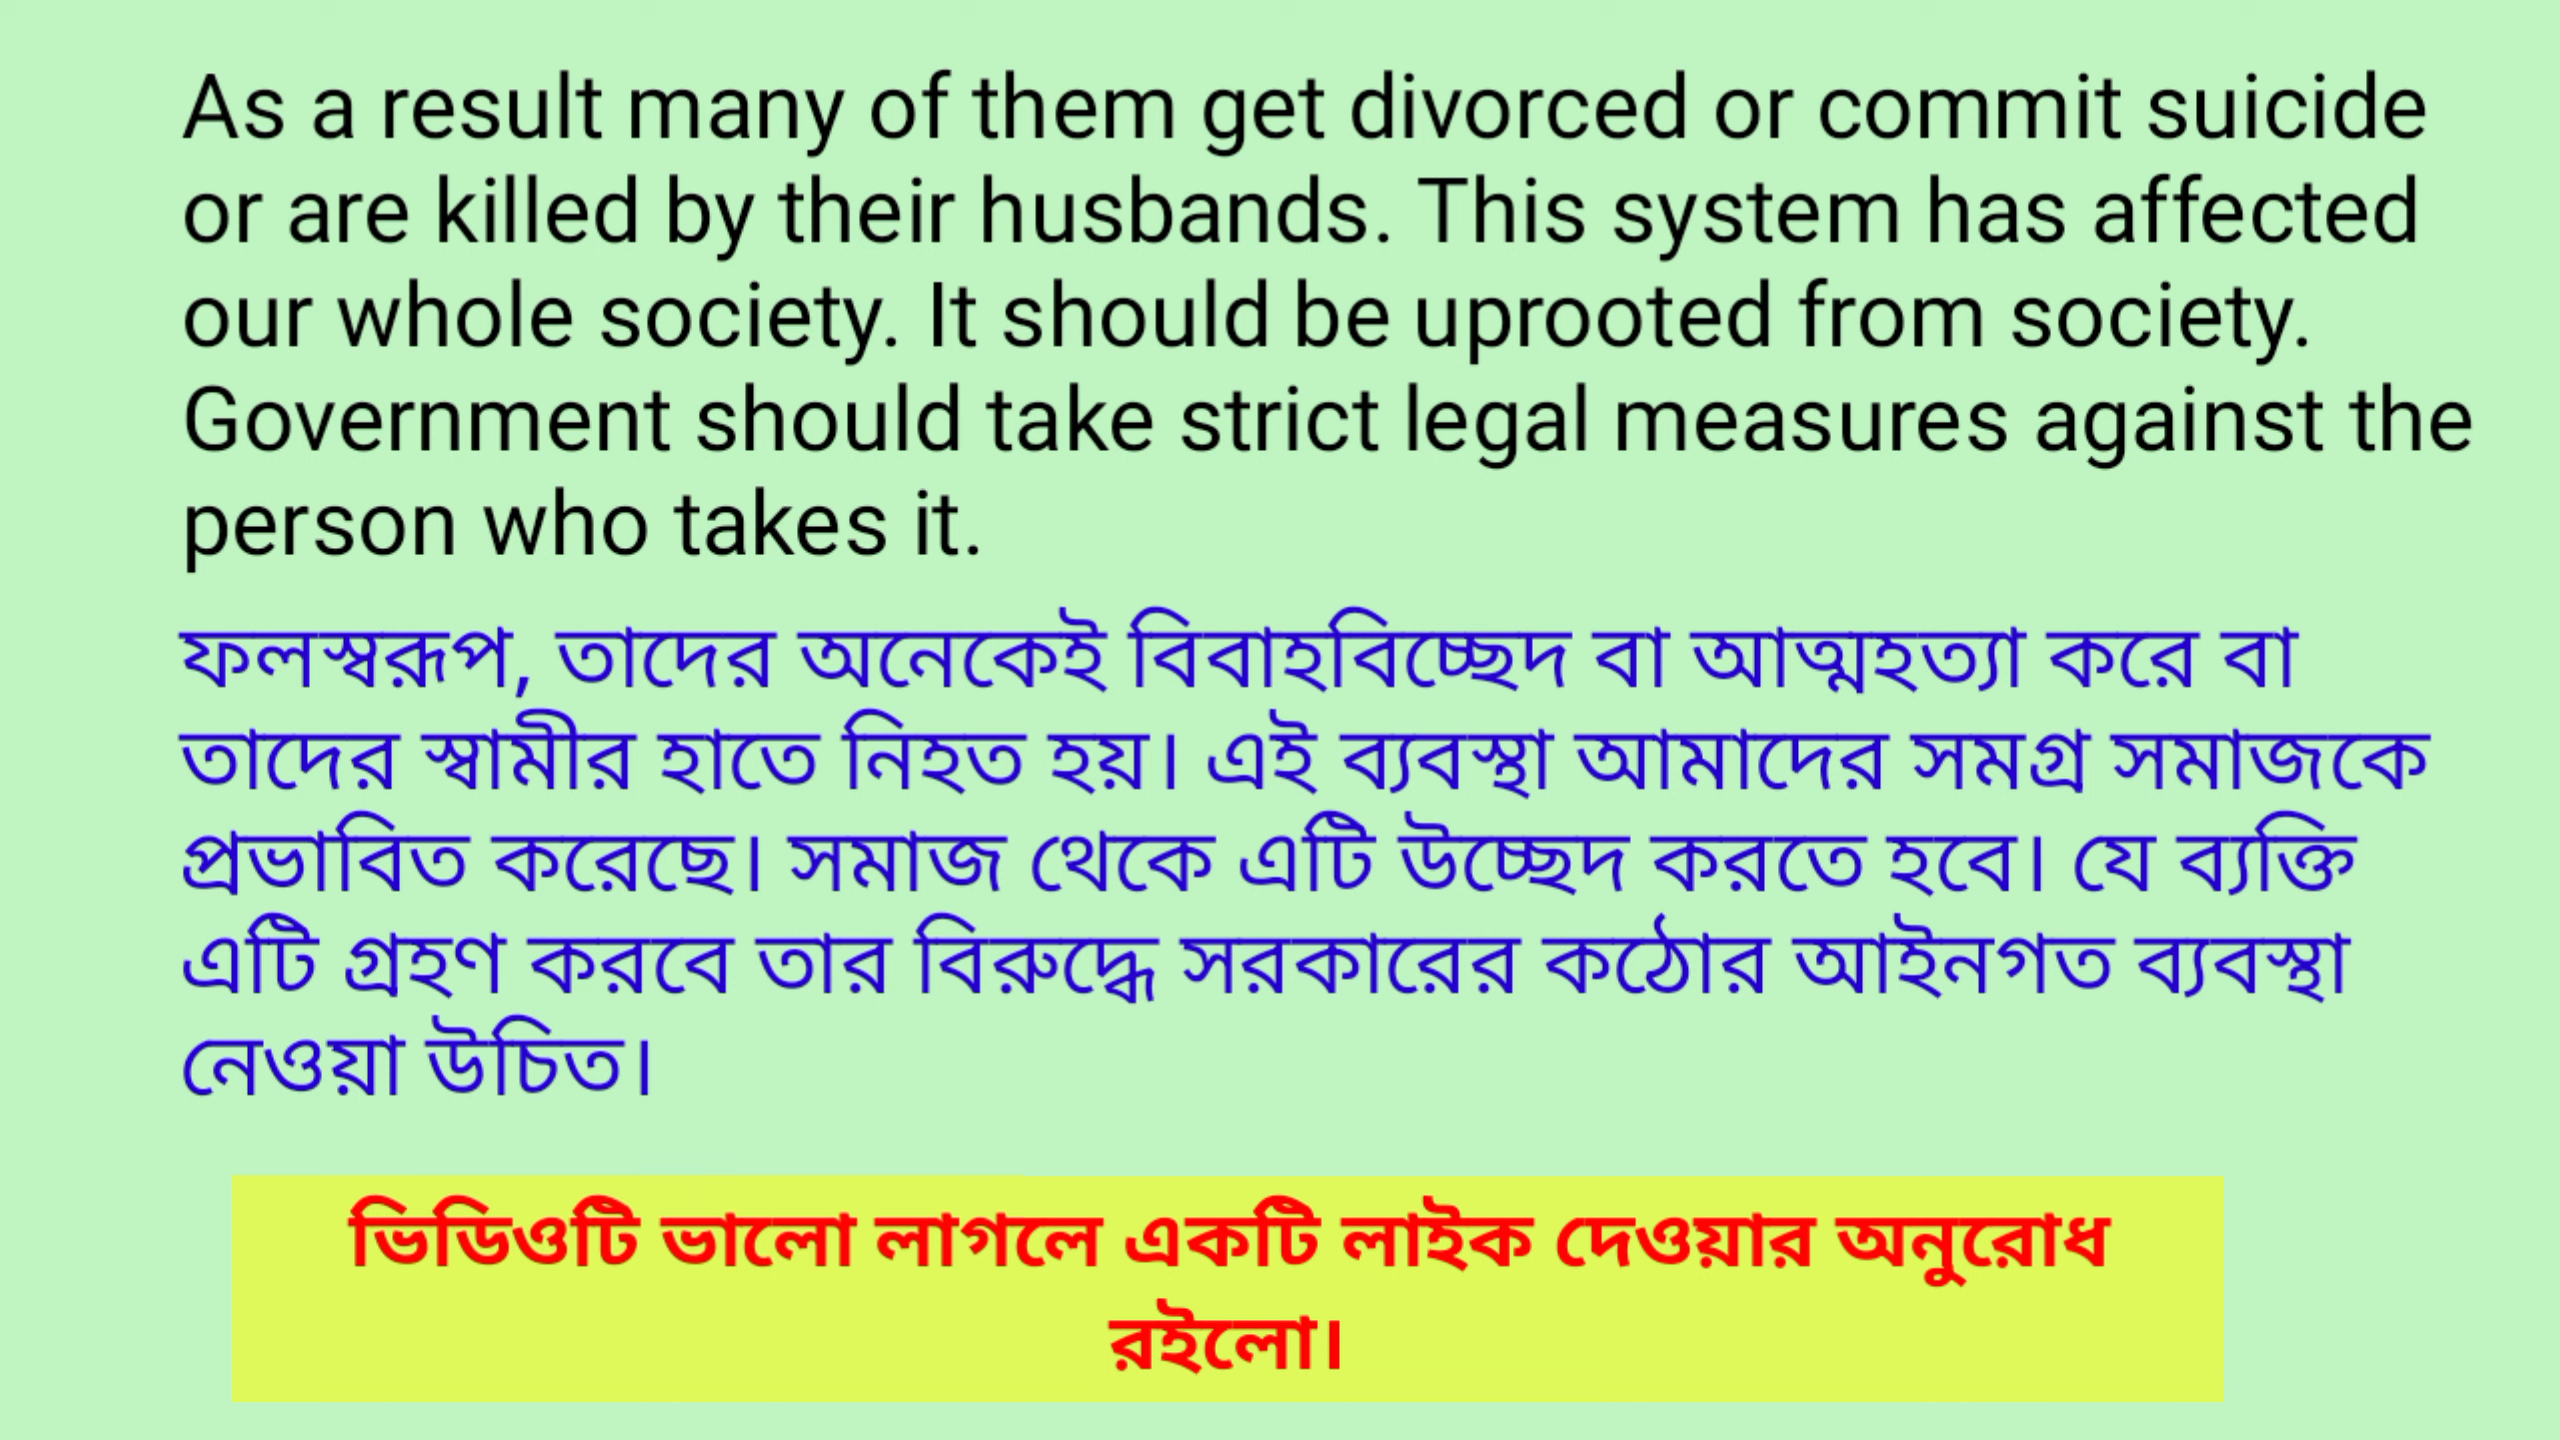 As a result many of them get divorced or commit suicide
or are killed by their husbands. This system has affected
our whole society. It should be uprooted from society.
Government should take strict legal measures against the
person who takes it.
ফলস্বরূপ, তাদের অনেকেই বিবাহবিচ্ছেদ বা আত্মহত্যা করে বা
তাদের স্বামীর হাতে নিহত হয়। এই ব্যবস্থা আমাদের সমগ্র সমাজকে
প্রভাবিত করেছে। সমাজ থেকে এটি উচ্ছেদ করতে হবে। যে ব্যক্তি
এটি গ্রহণ করবে তার বিরুদ্ধে সরকারের কঠোর আইনগত ব্যবস্থা
নেওয়া উচিত।
ভিডিওটি ভালো লাগলে একটি লাইক দেওয়ার অনুরোধ
রইলো।